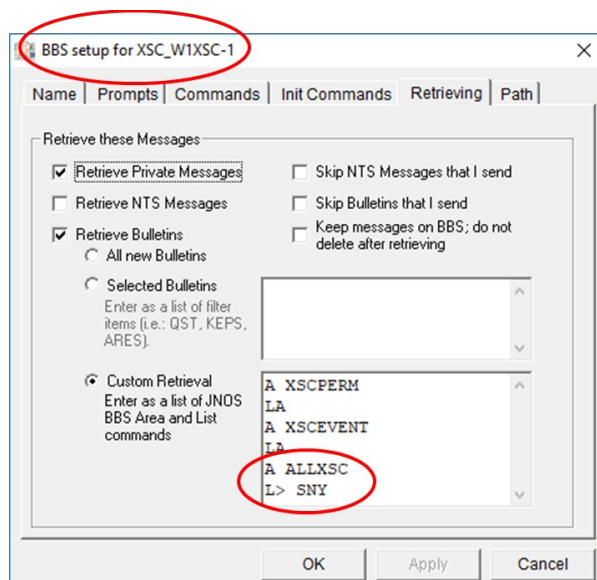 BBS setup for XSC_W1XSC-1
Name Prompts Commands Init Commands Retrieving Path
Retrieve these Messages
Retrieve Private Messages
Skip NTS Messages that I send
Retrieve NTS Messages
Skip Bulletins that I send
Retrieve Bulletins
Keep messages on BBS; do not
delete after retrieving
All new Bulletins
Selected Bulletins
Enter as a list of filter
items (i.e.: QST, KEPS,
ARES).
Custom Retrieval
Enter as a list of JNOS
BBS Area and List
commands
A XSCPERM
LA
A XSCEVENT
LA
A ALLXSC
L> SNY
OK
Apply
Cancel